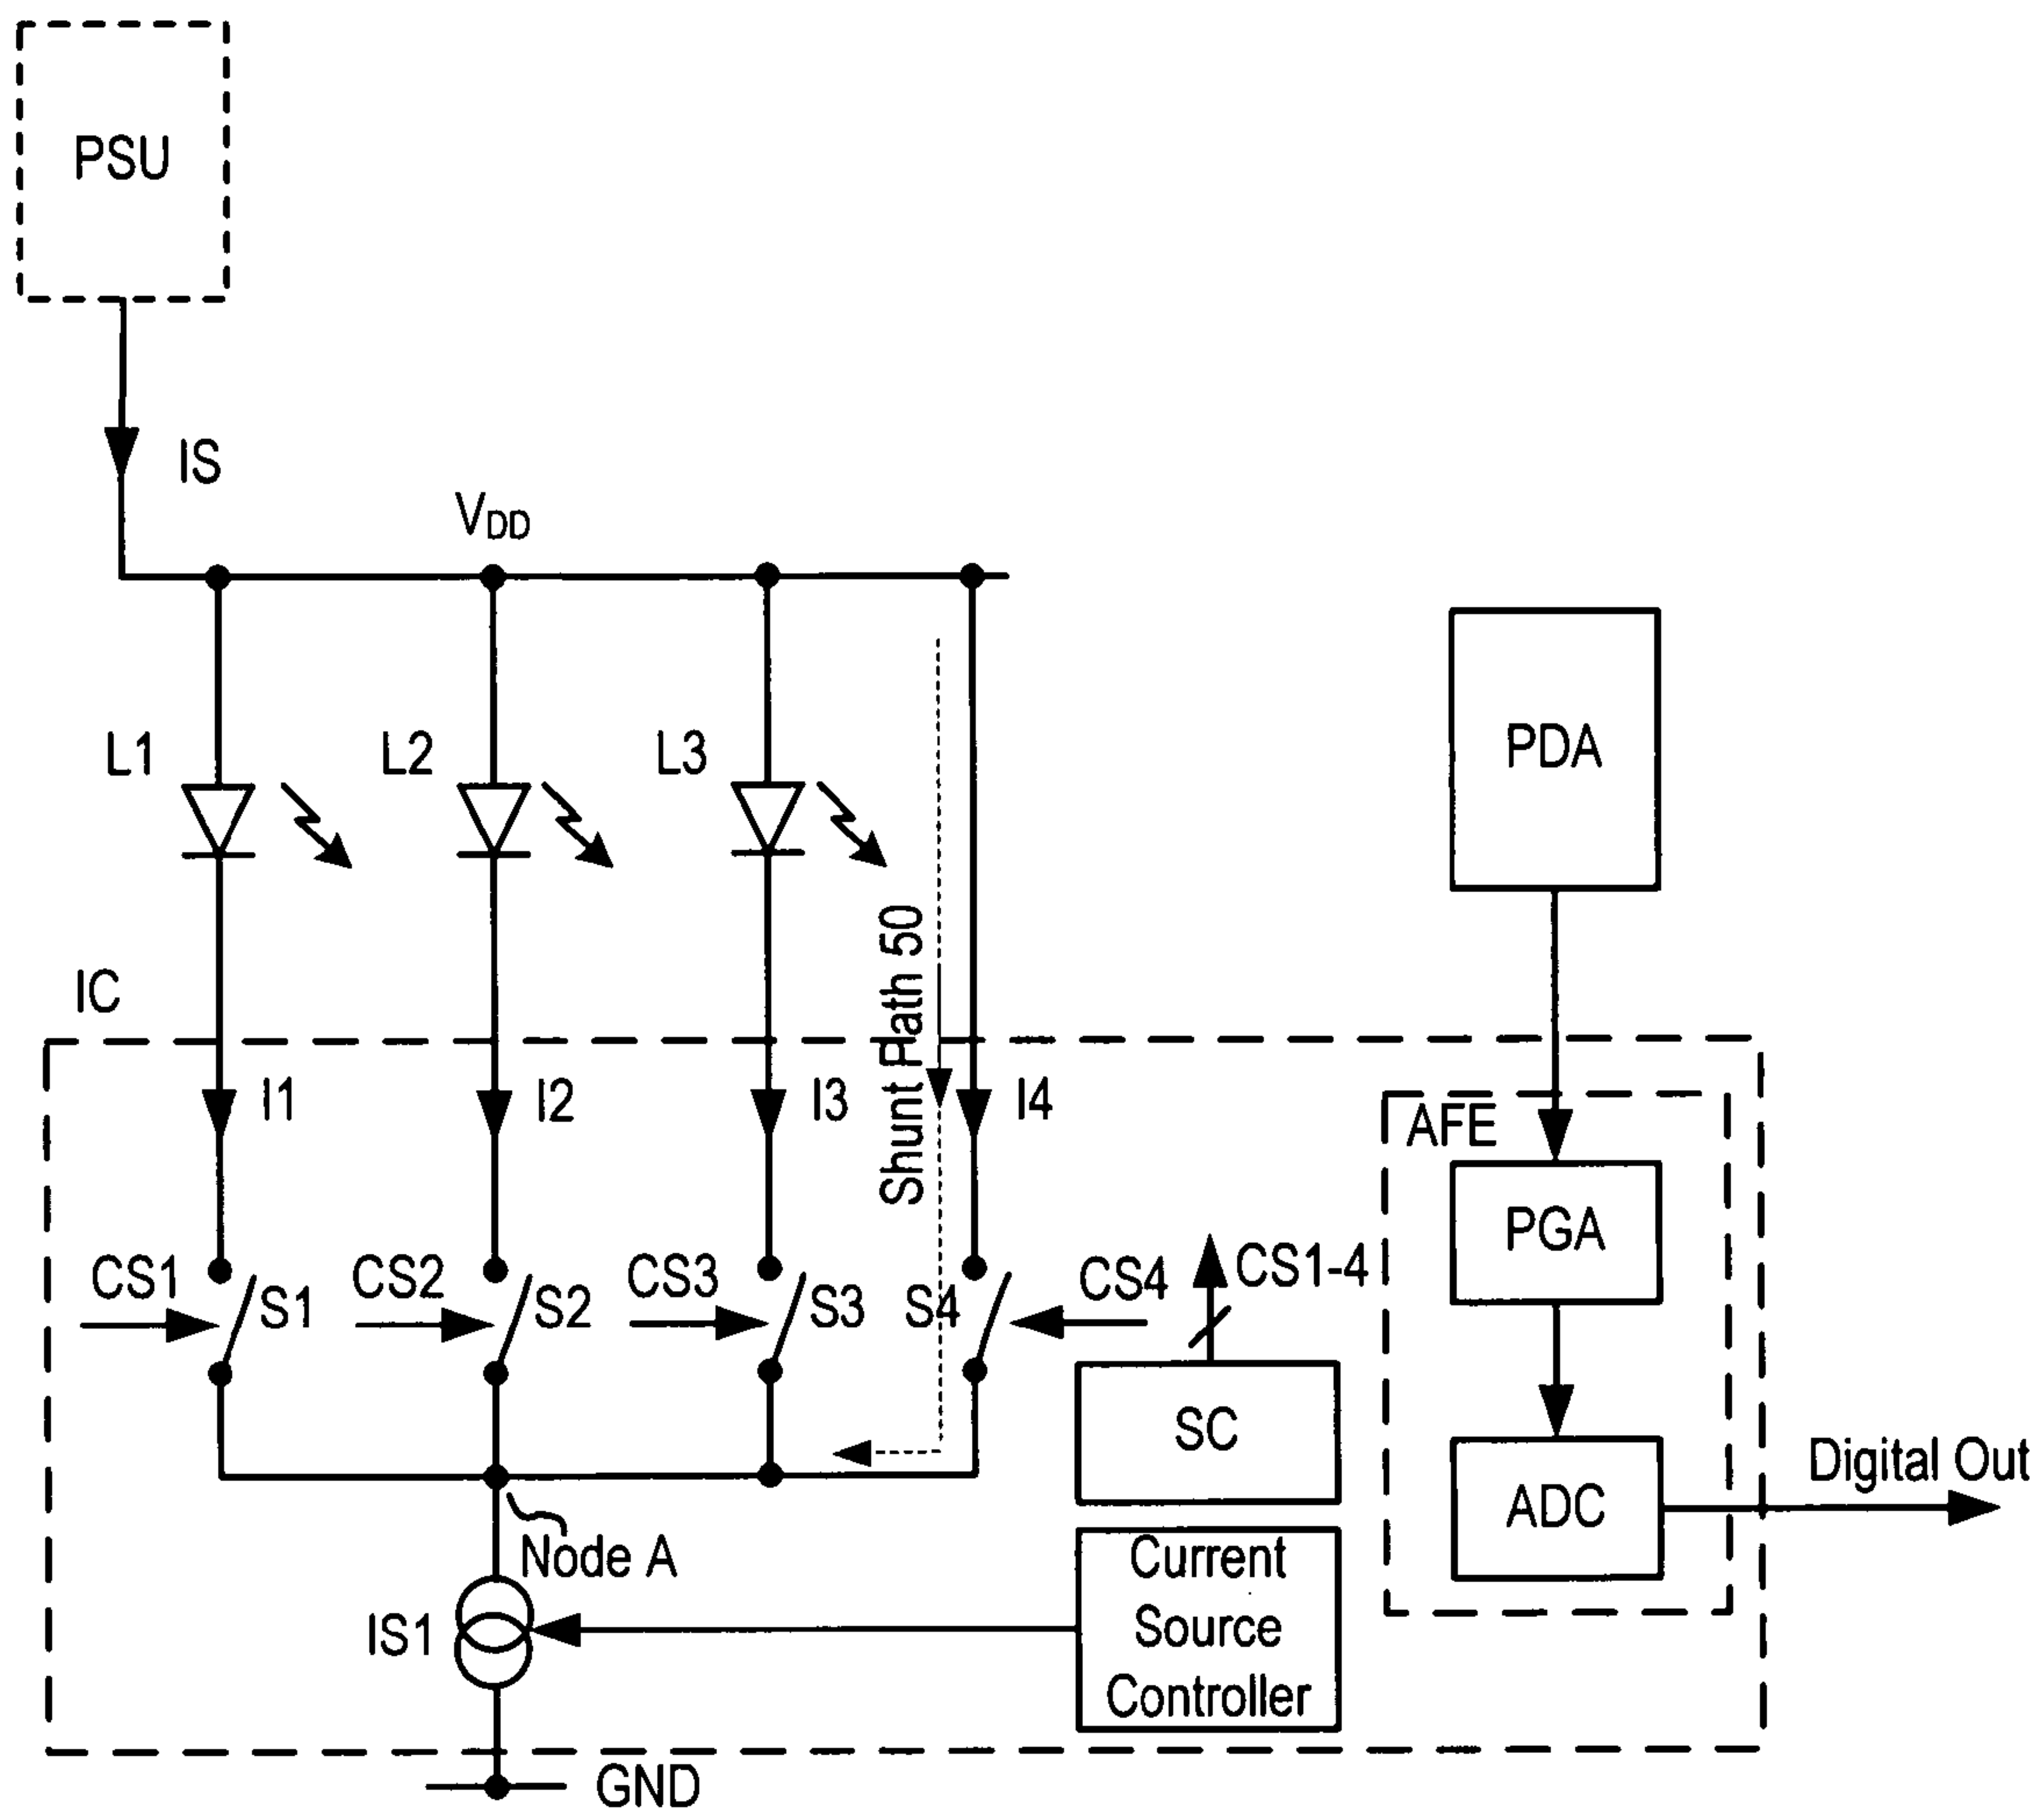 PSU
IS
VDD
L1
L2
L3
PDA
Shunt Path 50
IC
I1
I2
I3
I4
AFE
PGA
CS1
S1
CS2
S2
CS3
S3
S4
CS4
CS1-4
SC
ADC
Digital Out
Node A
IS1
Current
Source
Controller
GND